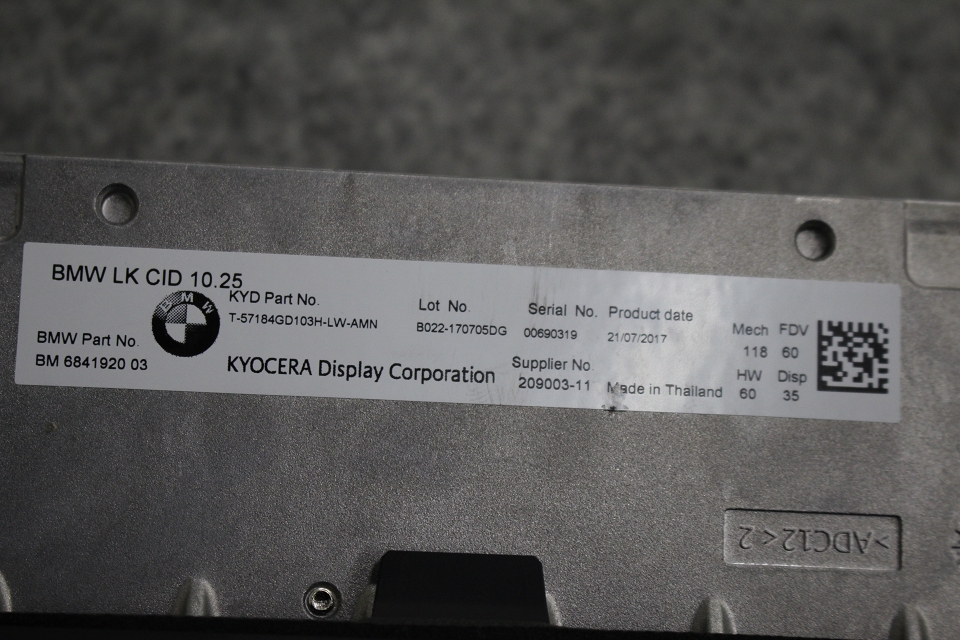 BMW LK CID 10.25
BMW
KYD Part No.
T-57184GD103H-LW-AMN
BMW Part No.
BM 6841920 03
KYOCERA Display Corporation
Lot No.
B022-170705DG
Serial No.
00690319
Product date
21/07/2017
Supplier No.
209003-11
Made in Thailand
Mech FDV
118 60
HW Disp
60 35
>ADC12<2